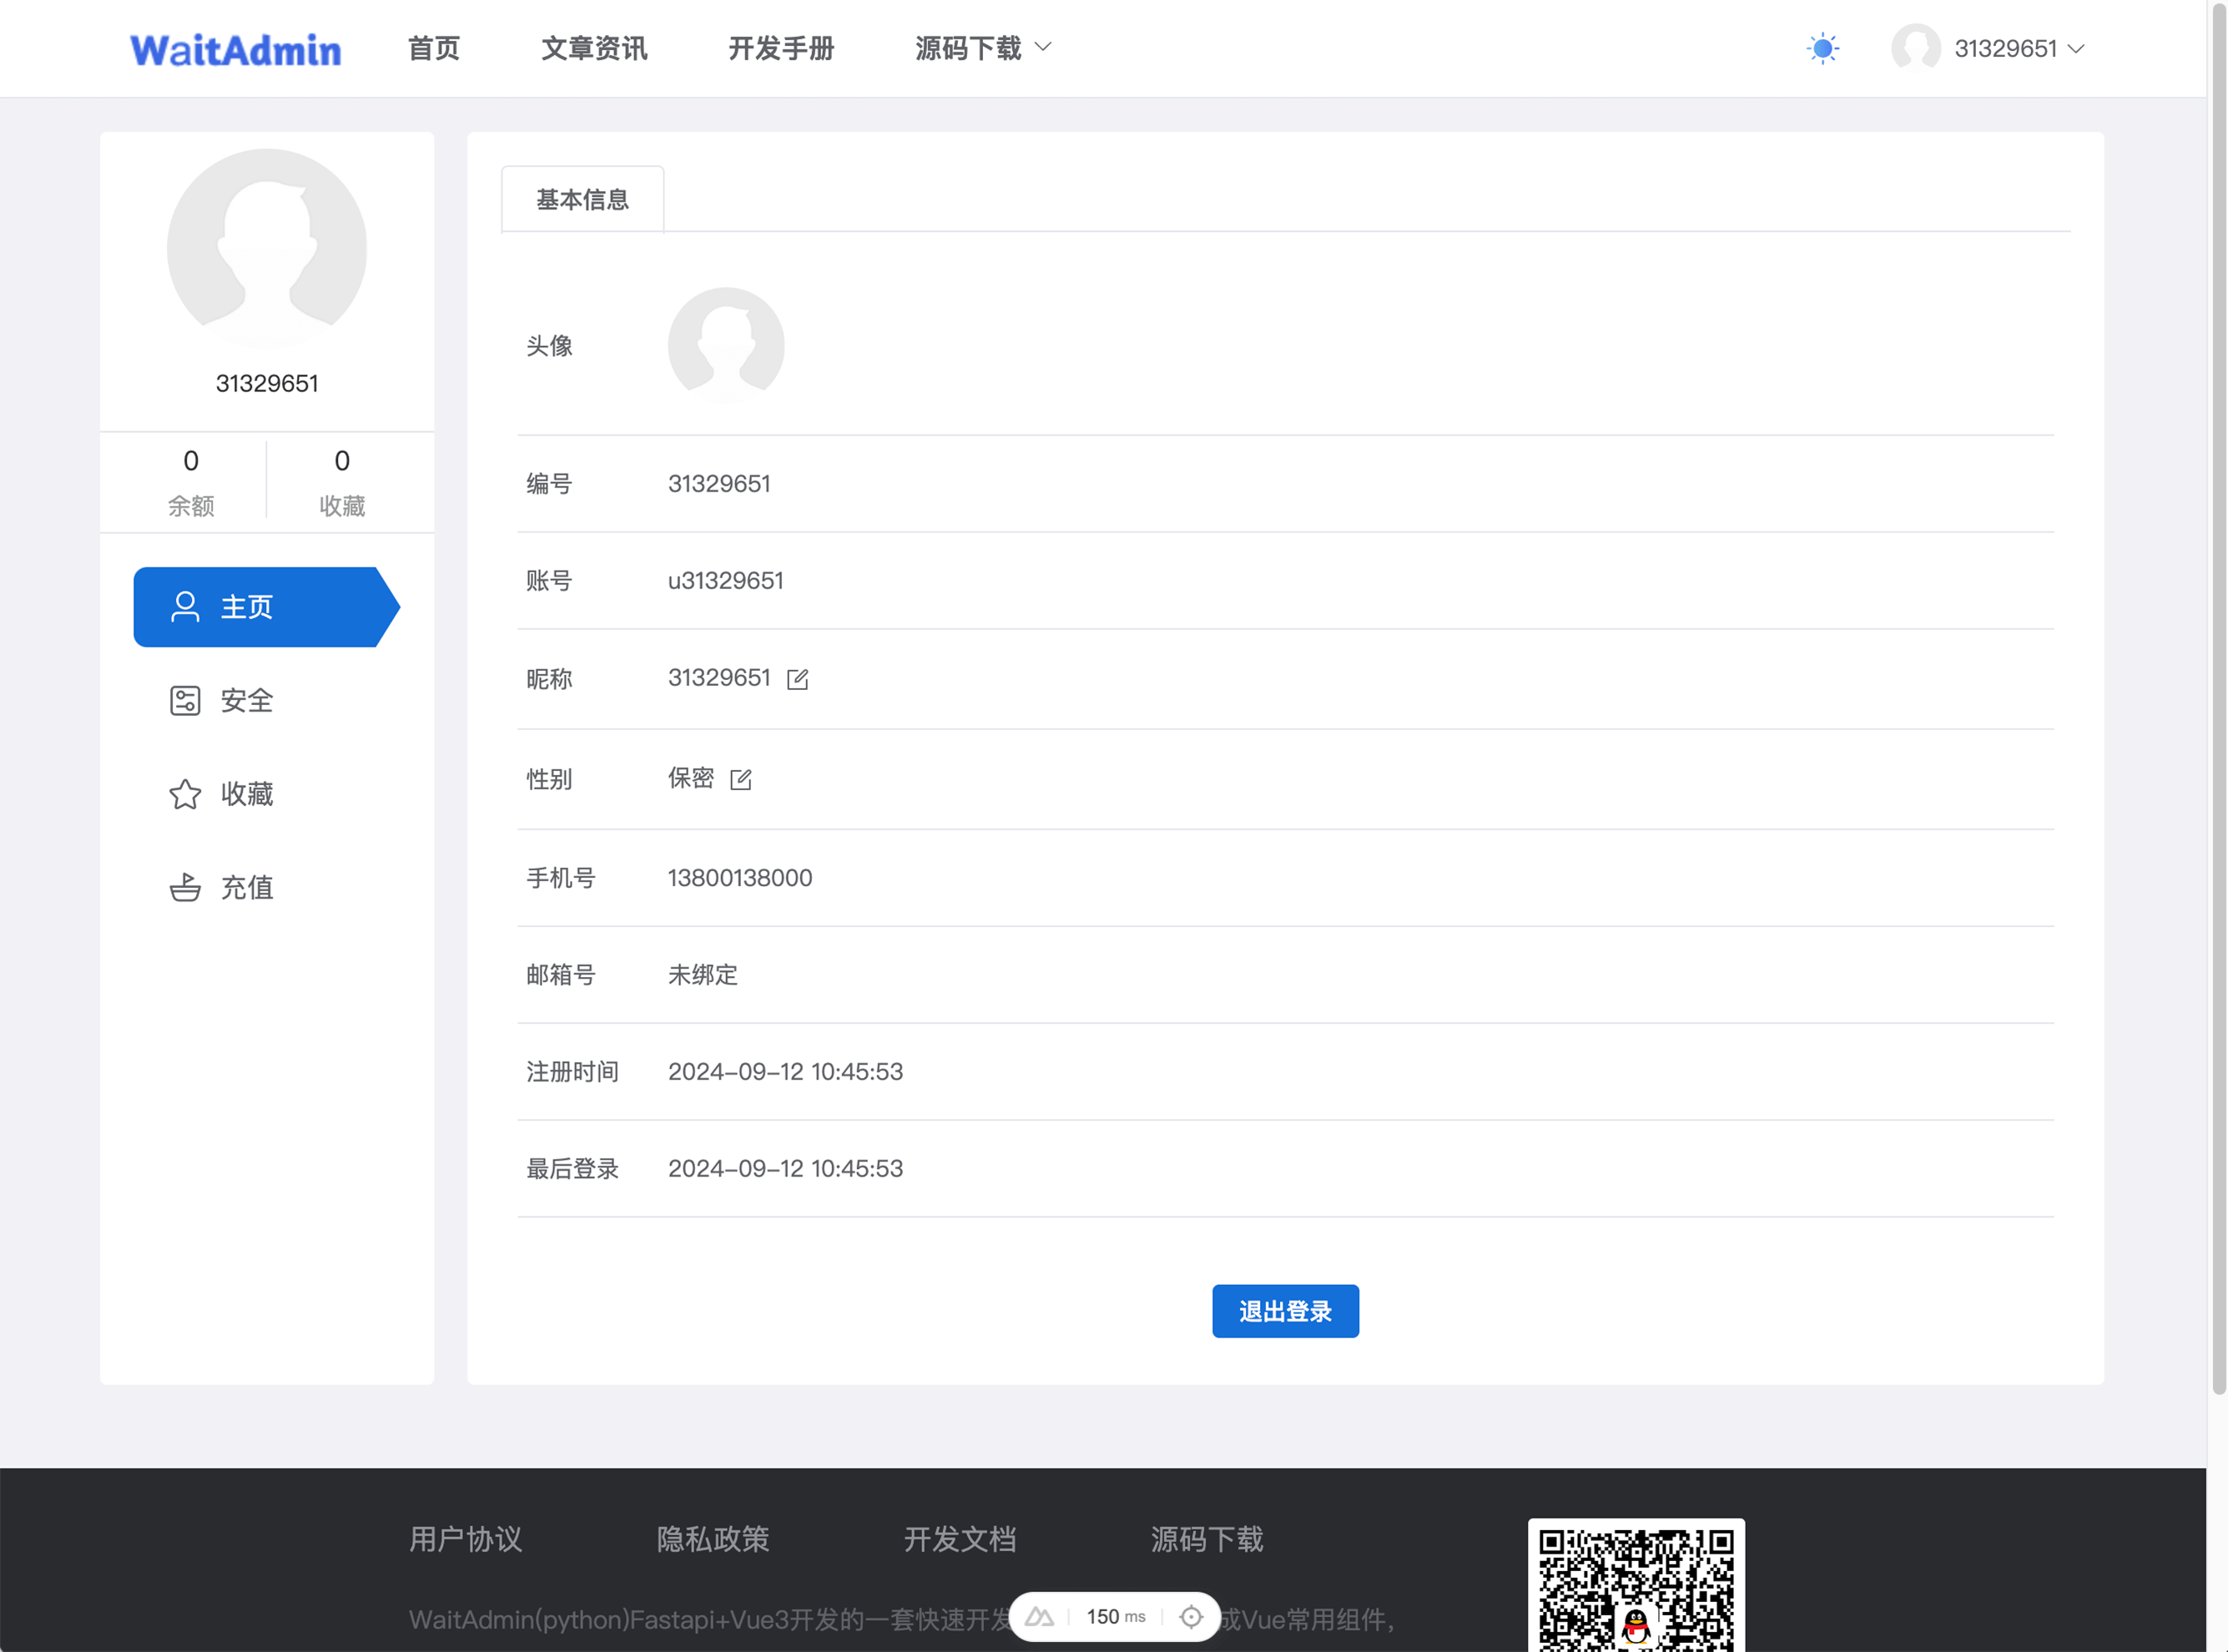 WaitAdmin 首页 文章资讯 开发手册 源码下载 31329651
基本信息
头像
31329651
0 0
余额 收藏
主页
安全
收藏
充值
编号 31329651
账号 u31329651
昵称 31329651
性别 保密
手机号 13800138000
邮箱号 未绑定
注册时间 2024-09-12 10:45:53
最后登录 2024-09-12 10:45:53
退出登录
用户协议 隐私政策 开发文档 源码下载
WaitAdmin(python)Fastapi+Vue3开发的一套快速开发 成Vue常用组件,
150 ms